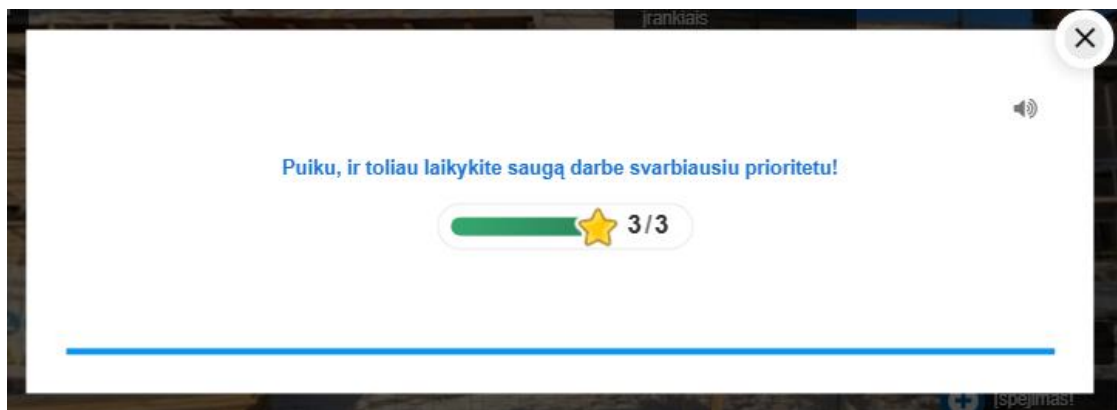 įrankiais
Puiku, ir toliau laikykite saugą darbe svarbiausiu prioritetu!
3/3
Įspėjimas!